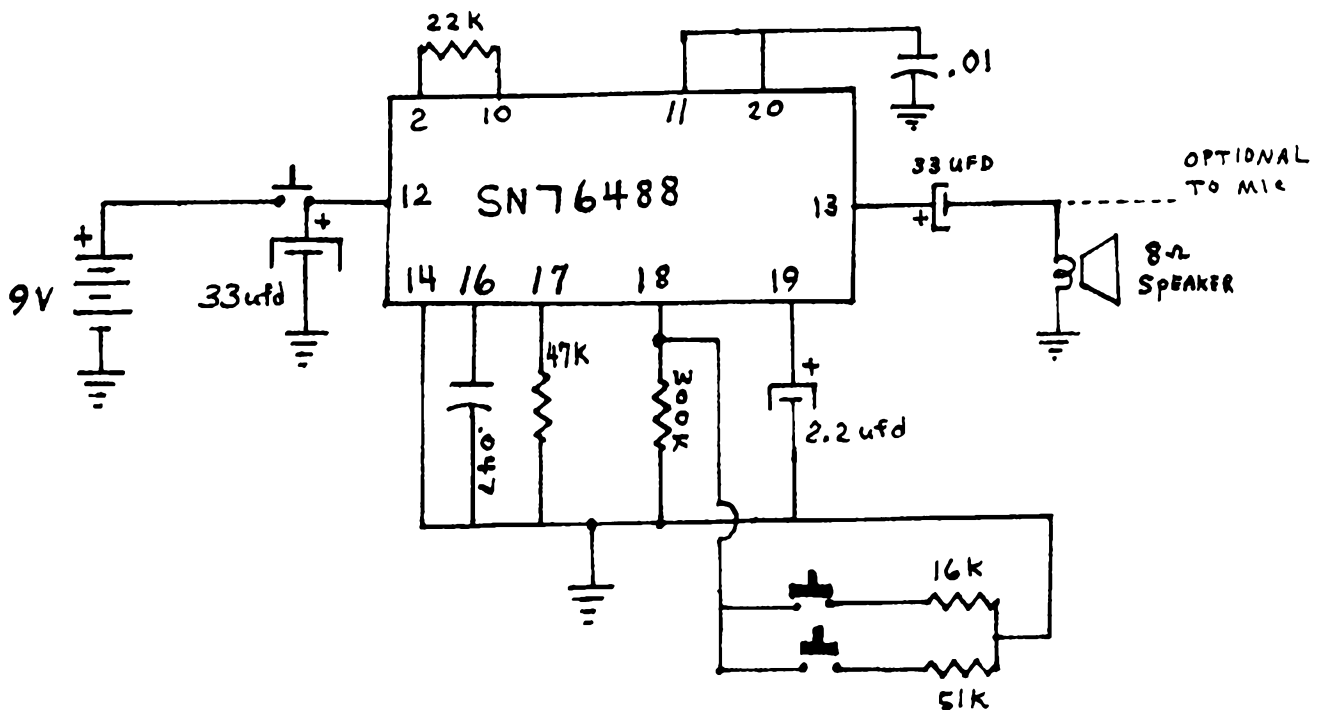 22K
.01
2
10
11
20
33 UFD
OPTIONAL
TO MIC
12
SN76488
13
+
+
+
9V
33ufd
14
16
17
18
19
8Ω
SPEAKER
47K
300K
+
.047
2.2 ufd
16K
51K